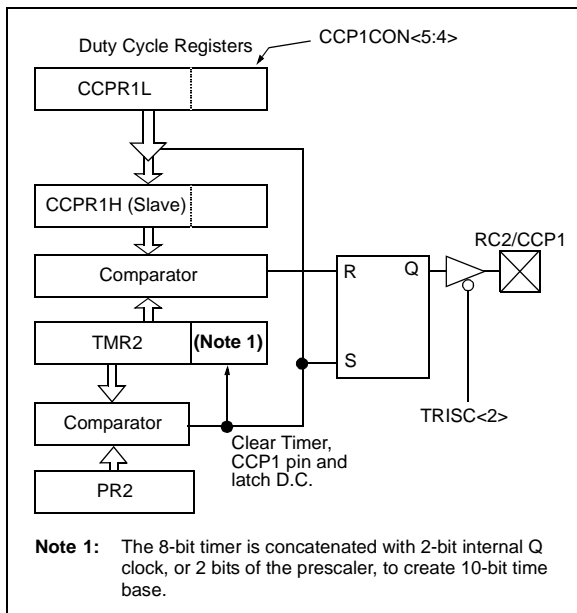 Duty Cycle Registers
CCP1CON<5:4>
CCPR1L
CCPR1H (Slave)
Comparator
RC2/CCP1
R
Q
TMR2
(Note 1)
S
TRISC<2>
Comparator
Clear Timer,
CCP1 pin and
latch D.C.
PR2
Note 1: The 8-bit timer is concatenated with 2-bit internal Q
clock, or 2 bits of the prescaler, to create 10-bit time
base.